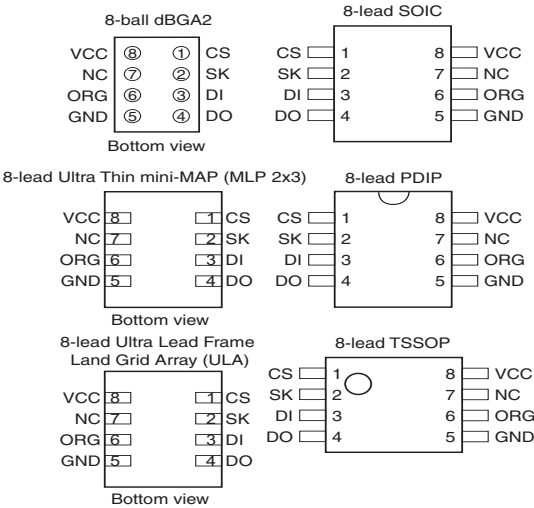 8-ball dBGA2
VCC 8 1 CS
NC 7 2 SK
ORG 6 3 DI
GND 5 4 DO
Bottom view
8-lead SOIC
CS 1 8 VCC
SK 2 7 NC
DI 3 6 ORG
DO 4 5 GND
8-lead Ultra Thin mini-MAP (MLP 2x3)
VCC 8 1 CS
NC 7 2 SK
ORG 6 3 DI
GND 5 4 DO
Bottom view
8-lead PDIP
CS 1 8 VCC
SK 2 7 NC
DI 3 6 ORG
DO 4 5 GND
8-lead Ultra Lead Frame
Land Grid Array (ULA)
VCC 8 1 CS
NC 7 2 SK
ORG 6 3 DI
GND 5 4 DO
Bottom view
8-lead TSSOP
CS 1 8 VCC
SK 2 7 NC
DI 3 6 ORG
DO 4 5 GND